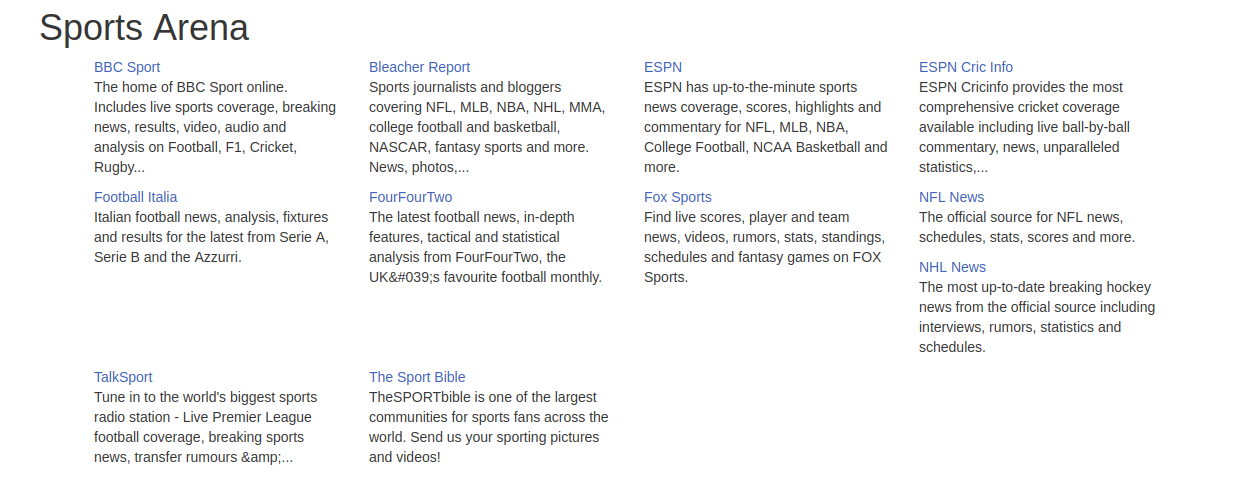 Sports Arena
BBC Sport
The home of BBC Sport online.
Includes live sports coverage, breaking
news, results, video, audio and
analysis on Football, F1, Cricket,
Rugby...
Bleacher Report
Sports journalists and bloggers
covering NFL, MLB, NBA, NHL, MMA,
college football and basketball,
NASCAR, fantasy sports and more.
News, photos,...
ESPN
ESPN has up-to-the-minute sports
news coverage, scores, highlights and
commentary for NFL, MLB, NBA,
College Football, NCAA Basketball and
more.
ESPN Cric Info
ESPN Cricinfo provides the most
comprehensive cricket coverage
available including live ball-by-ball
commentary, news, unparalleled
statistics,...
Football Italia
Italian football news, analysis, fixtures
and results for the latest from Serie A,
Serie B and the Azzurri.
FourFourTwo
The latest football news, in-depth
features, tactical and statistical
analysis from FourFourTwo, the
UK&#039;s favourite football monthly.
Fox Sports
Find live scores, player and team
news, videos, rumors, stats, standings,
schedules and fantasy games on FOX
Sports.
NFL News
The official source for NFL news,
schedules, stats, scores and more.
NHL News
The most up-to-date breaking hockey
news from the official source including
interviews, rumors, statistics and
schedules.
TalkSport
Tune in to the world's biggest sports
radio station - Live Premier League
football coverage, breaking sports
news, transfer rumours &amp;...
The Sport Bible
TheSPORTbible is one of the largest
communities for sports fans across the
world. Send us your sporting pictures
and videos!